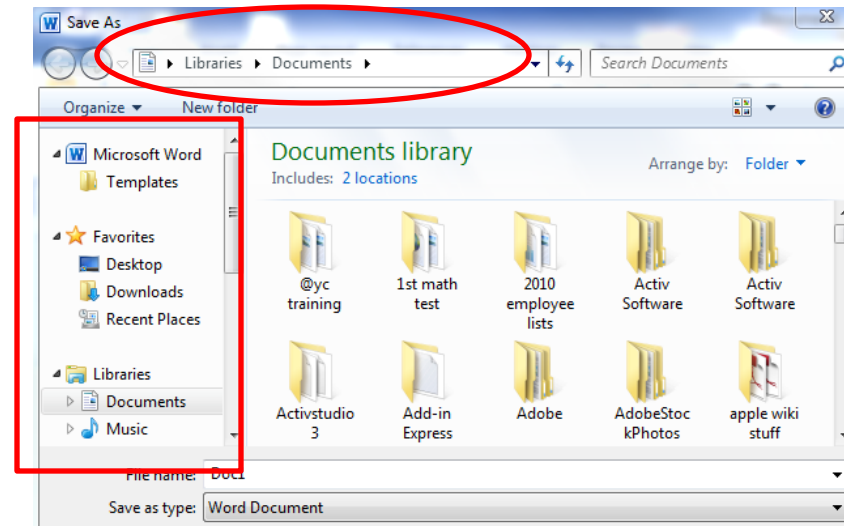 Save As
Libraries Documents
Search Documents
Organize New folder
Microsoft Word
Templates
Favorites
Desktop
Downloads
Recent Places
Libraries
Documents
Music
Documents library
Includes: 2 locations
Arrange by: Folder
@yc
training
1st math
test
2010
employee
lists
Activ
Software
Activ
Software
Activstudio
3
Add-in
Express
Adobe
AdobeStoc
kPhotos
apple wiki
stuff
File name: Doc1
Save as type: Word Document